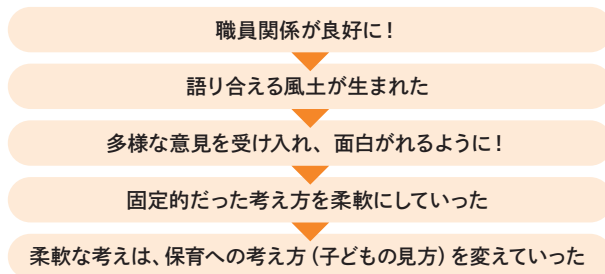 職員関係が良好に！
語り合える風土が生まれた
多様な意見を受け入れ、面白がれるように！
固定的だった考え方を柔軟にしていった
柔軟な考えは、保育への考え方（子どもの見方）を変えていった